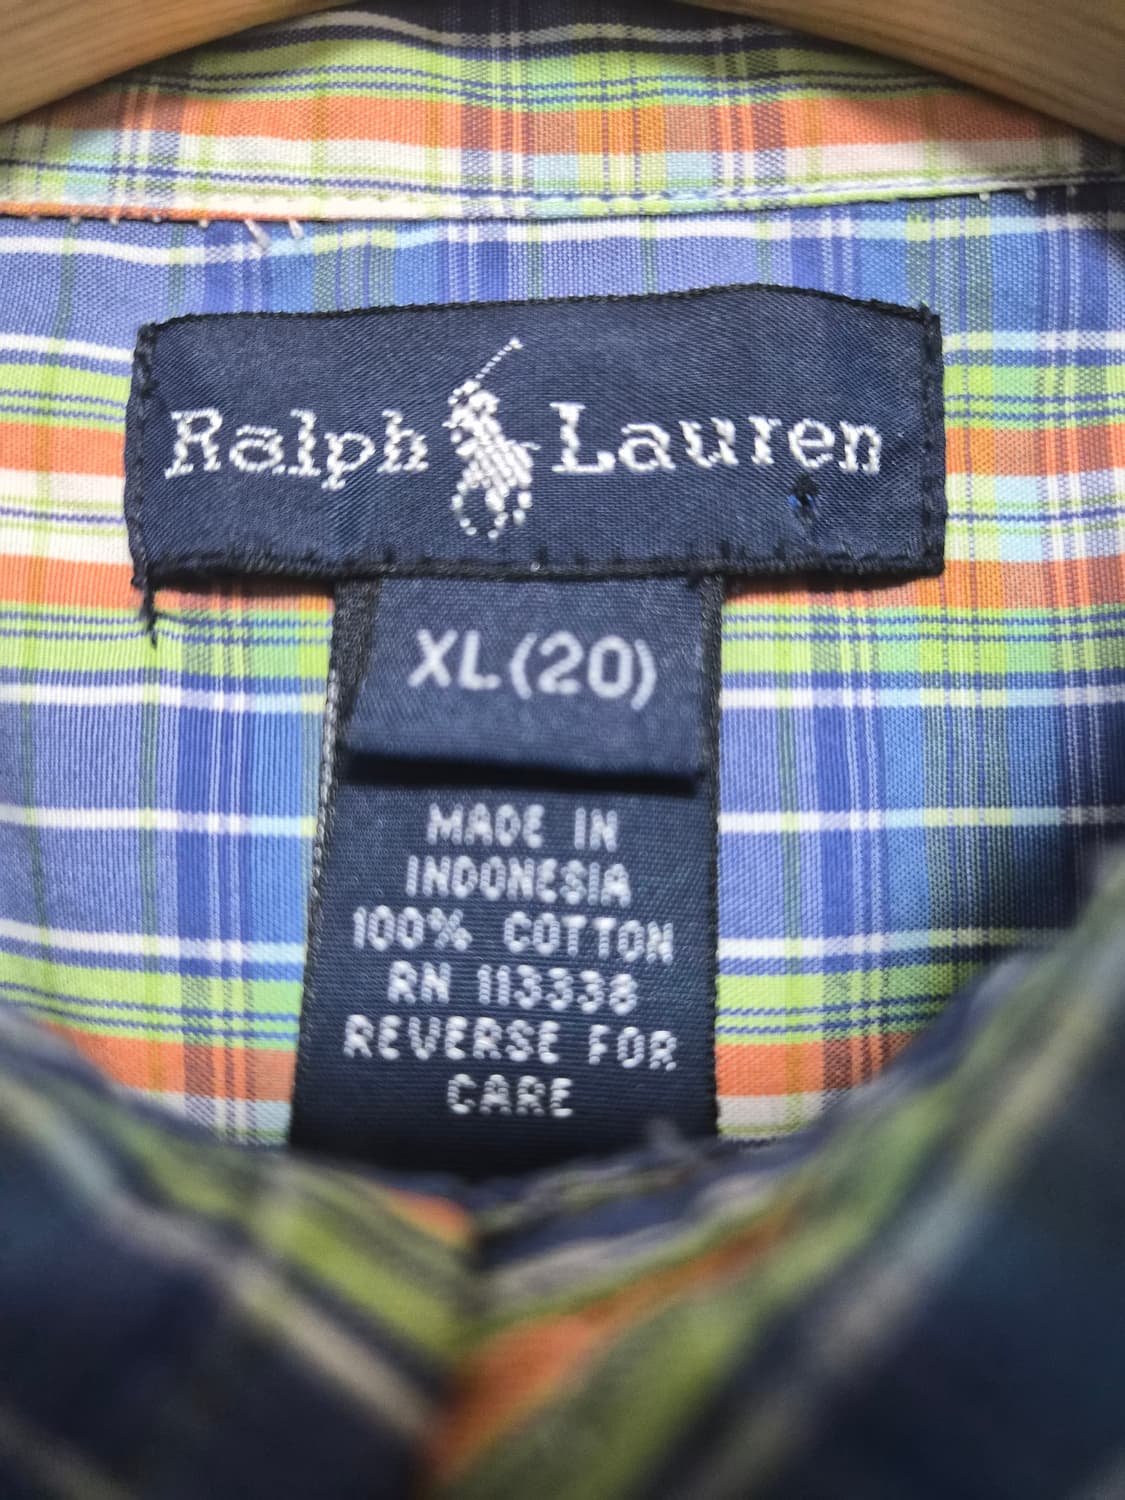 Ralph Lauren
XL (20)
MADE IN
INDONESIA
100% COTTON
RN 113338
REVERSE FOR
CARE